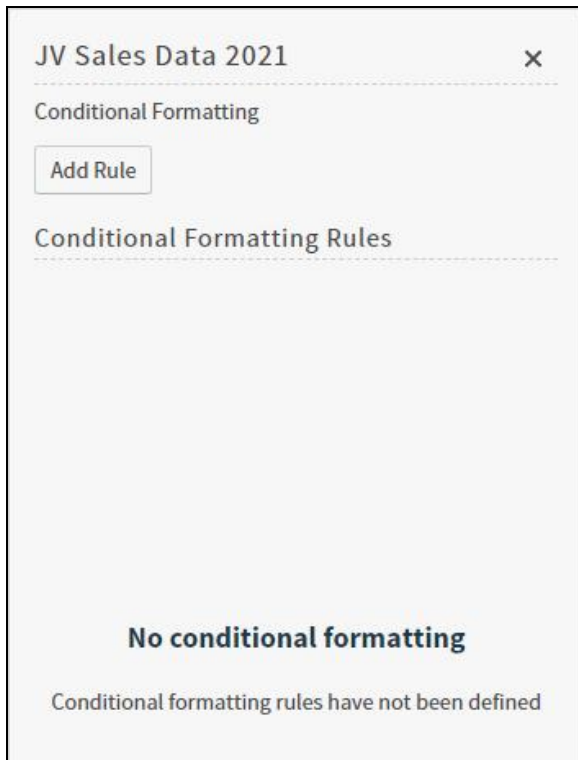 JV Sales Data 2021
Conditional Formatting
Add Rule
Conditional Formatting Rules
No conditional formatting
Conditional formatting rules have not been defined